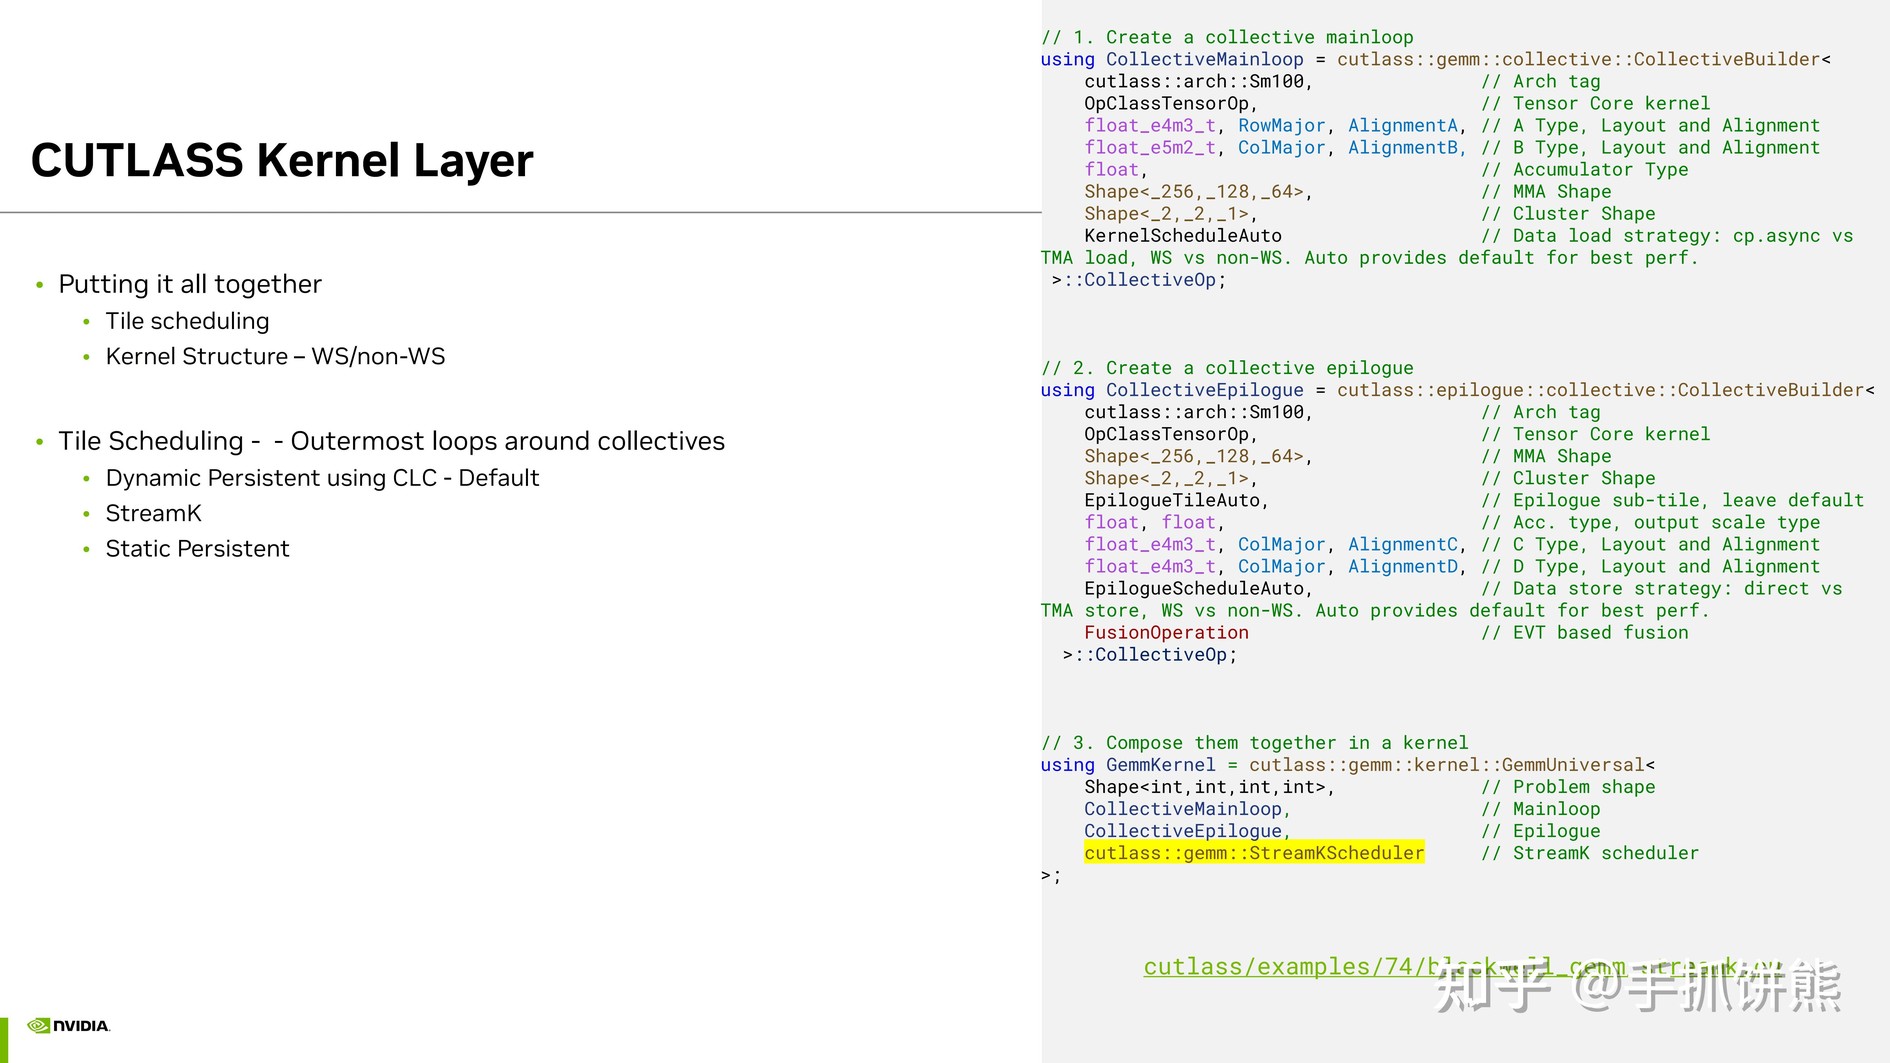 CUTLASS Kernel Layer
• Putting it all together
• Tile scheduling
• Kernel Structure – WS/non-WS
• Tile Scheduling -  - Outermost loops around collectives
• Dynamic Persistent using CLC - Default
• StreamK
• Static Persistent
NVIDIA.
// 1. Create a collective mainloop
using CollectiveMainloop = cutlass::gemm::collective::CollectiveBuilder<
    cutlass::arch::Sm100,               // Arch tag
    OpClassTensorOp,                    // Tensor Core kernel
    float_e4m3_t, RowMajor, AlignmentA, // A Type, Layout and Alignment
    float_e5m2_t, ColMajor, AlignmentB, // B Type, Layout and Alignment
    float,                              // Accumulator Type
    Shape<_256,_128,_64>,               // MMA Shape
    Shape<_2,_2,_1>,                    // Cluster Shape
    KernelScheduleAuto                  // Data load strategy: cp.async vs
TMA load, WS vs non-WS. Auto provides default for best perf.
 >::CollectiveOp;
// 2. Create a collective epilogue
using CollectiveEpilogue = cutlass::epilogue::collective::CollectiveBuilder<
    cutlass::arch::Sm100,               // Arch tag
    OpClassTensorOp,                    // Tensor Core kernel
    Shape<_256,_128,_64>,               // MMA Shape
    Shape<_2,_2,_1>,                    // Cluster Shape
    EpilogueTileAuto,                   // Epilogue sub-tile, leave default
    float, float,                       // Acc. type, output scale type
    float_e4m3_t, ColMajor, AlignmentC, // C Type, Layout and Alignment
    float_e4m3_t, ColMajor, AlignmentD, // D Type, Layout and Alignment
    EpilogueScheduleAuto,               // Data store strategy: direct vs
TMA store, WS vs non-WS. Auto provides default for best perf.
    FusionOperation                     // EVT based fusion
  >::CollectiveOp;
// 3. Compose them together in a kernel
using GemmKernel = cutlass::gemm::kernel::GemmUniversal<
    Shape<int,int,int,int>,             // Problem shape
    CollectiveMainloop,                 // Mainloop
    CollectiveEpilogue,                 // Epilogue
    cutlass::gemm::StreamKScheduler     // StreamK scheduler
>;
cutlass/examples/74/blackwell_gemm_streamk.cu
知乎 @手抓饼熊